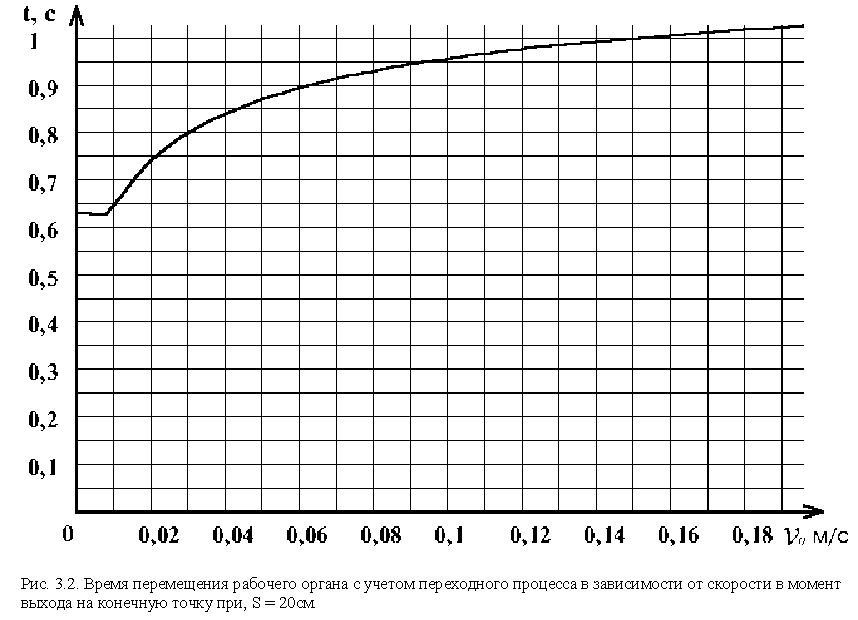 t, c
1
0,9
0,8
0,7
0,6
0,5
0,4
0,3
0,2
0,1
0 0,02 0,04 0,06 0,08 0,1 0,12 0,14 0,16 0,18 V₀ м/с
Рис. 3.2. Время перемещения рабочего органа с учетом переходного процесса в зависимости от скорости в момент
выхода на конечную точку при, S = 20см